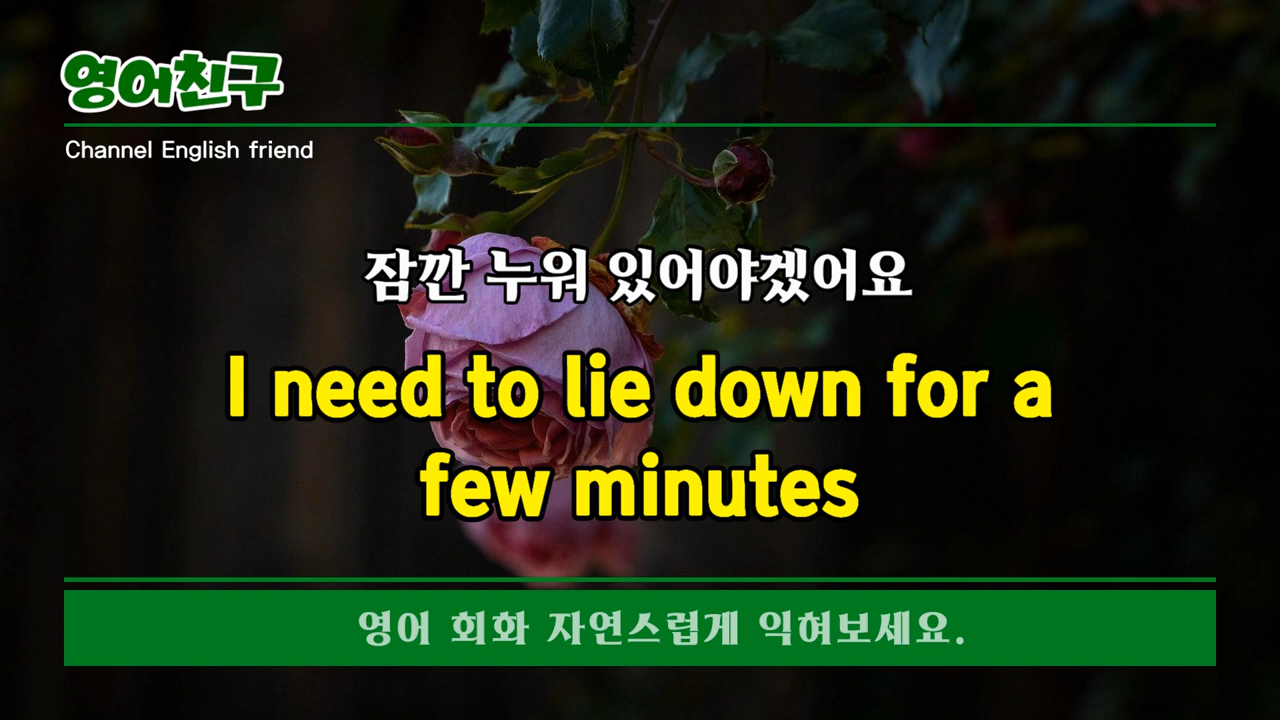 영어친구
Channel English friend
잠깐 누워 있어야겠어요
I need to lie down for a
few minutes
영어 회화 자연스럽게 익혀보세요.